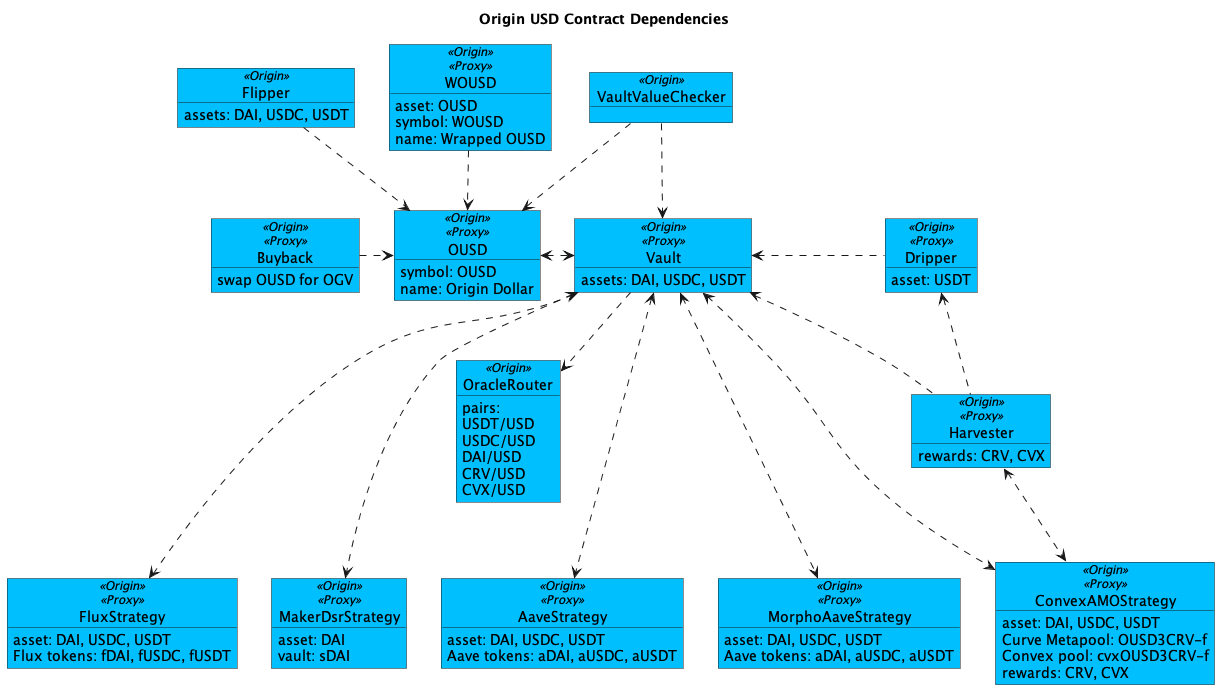 Origin USD Contract Dependencies
«Origin»
Flipper
assets: DAI, USDC, USDT
«Origin»
«Proxy»
WOUSD
asset: OUSD
symbol: WOUSD
name: Wrapped OUSD
«Origin»
VaultValueChecker
«Origin»
«Proxy»
Buyback
swap OUSD for OGV
«Origin»
«Proxy»
OUSD
symbol: OUSD
name: Origin Dollar
«Origin»
«Proxy»
Vault
assets: DAI, USDC, USDT
«Origin»
«Proxy»
Dripper
asset: USDT
«Origin»
OracleRouter
pairs:
USDT/USD
USDC/USD
DAI/USD
CRV/USD
CVX/USD
«Origin»
«Proxy»
Harvester
rewards: CRV, CVX
«Origin»
«Proxy»
FluxStrategy
asset: DAI, USDC, USDT
Flux tokens: fDAI, fUSDC, fUSDT
«Origin»
«Proxy»
MakerDsrStrategy
asset: DAI
vault: sDAI
«Origin»
«Proxy»
AaveStrategy
asset: DAI, USDC, USDT
Aave tokens: aDAI, aUSDC, aUSDT
«Origin»
«Proxy»
MorphoAaveStrategy
asset: DAI, USDC, USDT
Aave tokens: aDAI, aUSDC, aUSDT
«Origin»
«Proxy»
ConvexAMOStrategy
asset: DAI, USDC, USDT
Curve Metapool: OUSD3CRV-f
Convex pool: cvxOUSD3CRV-f
rewards: CRV, CVX